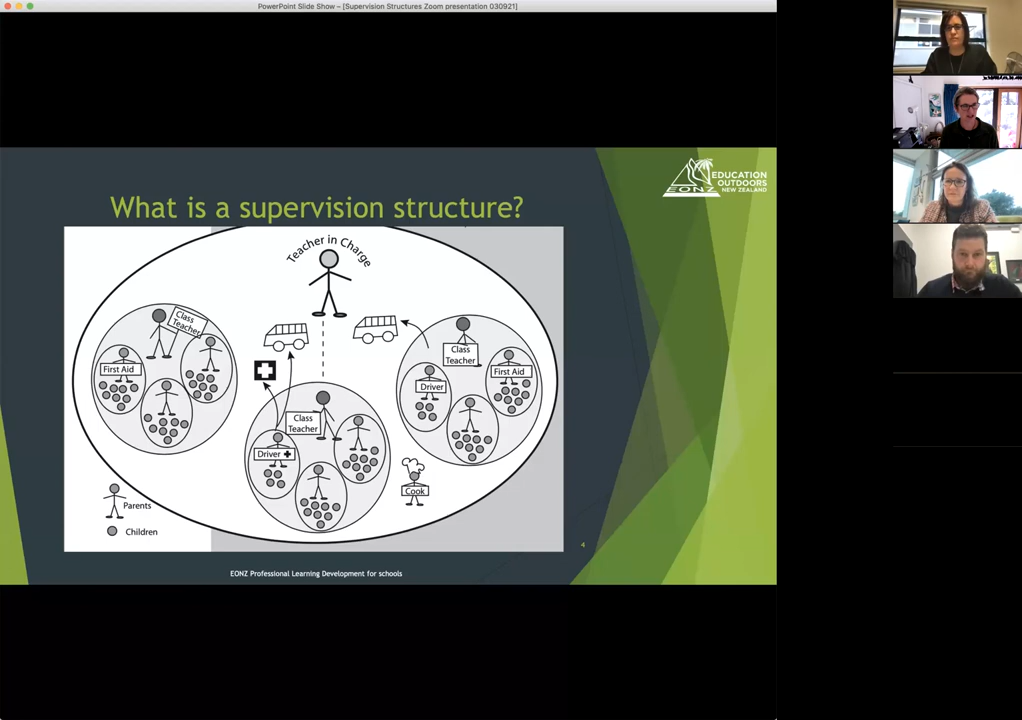 PowerPoint Slide Show – [Supervision Structures Zoom presentation 030921]
EONZ
EDUCATION
OUTDOORS
NEW ZEALAND
What is a supervision structure?
Teacher in Charge
Class
Teacher
First Aid
Class
Teacher
Driver
First Aid
Class
Teacher
Driver
Cook
Parents
Children
4
EONZ Professional Learning Development for schools